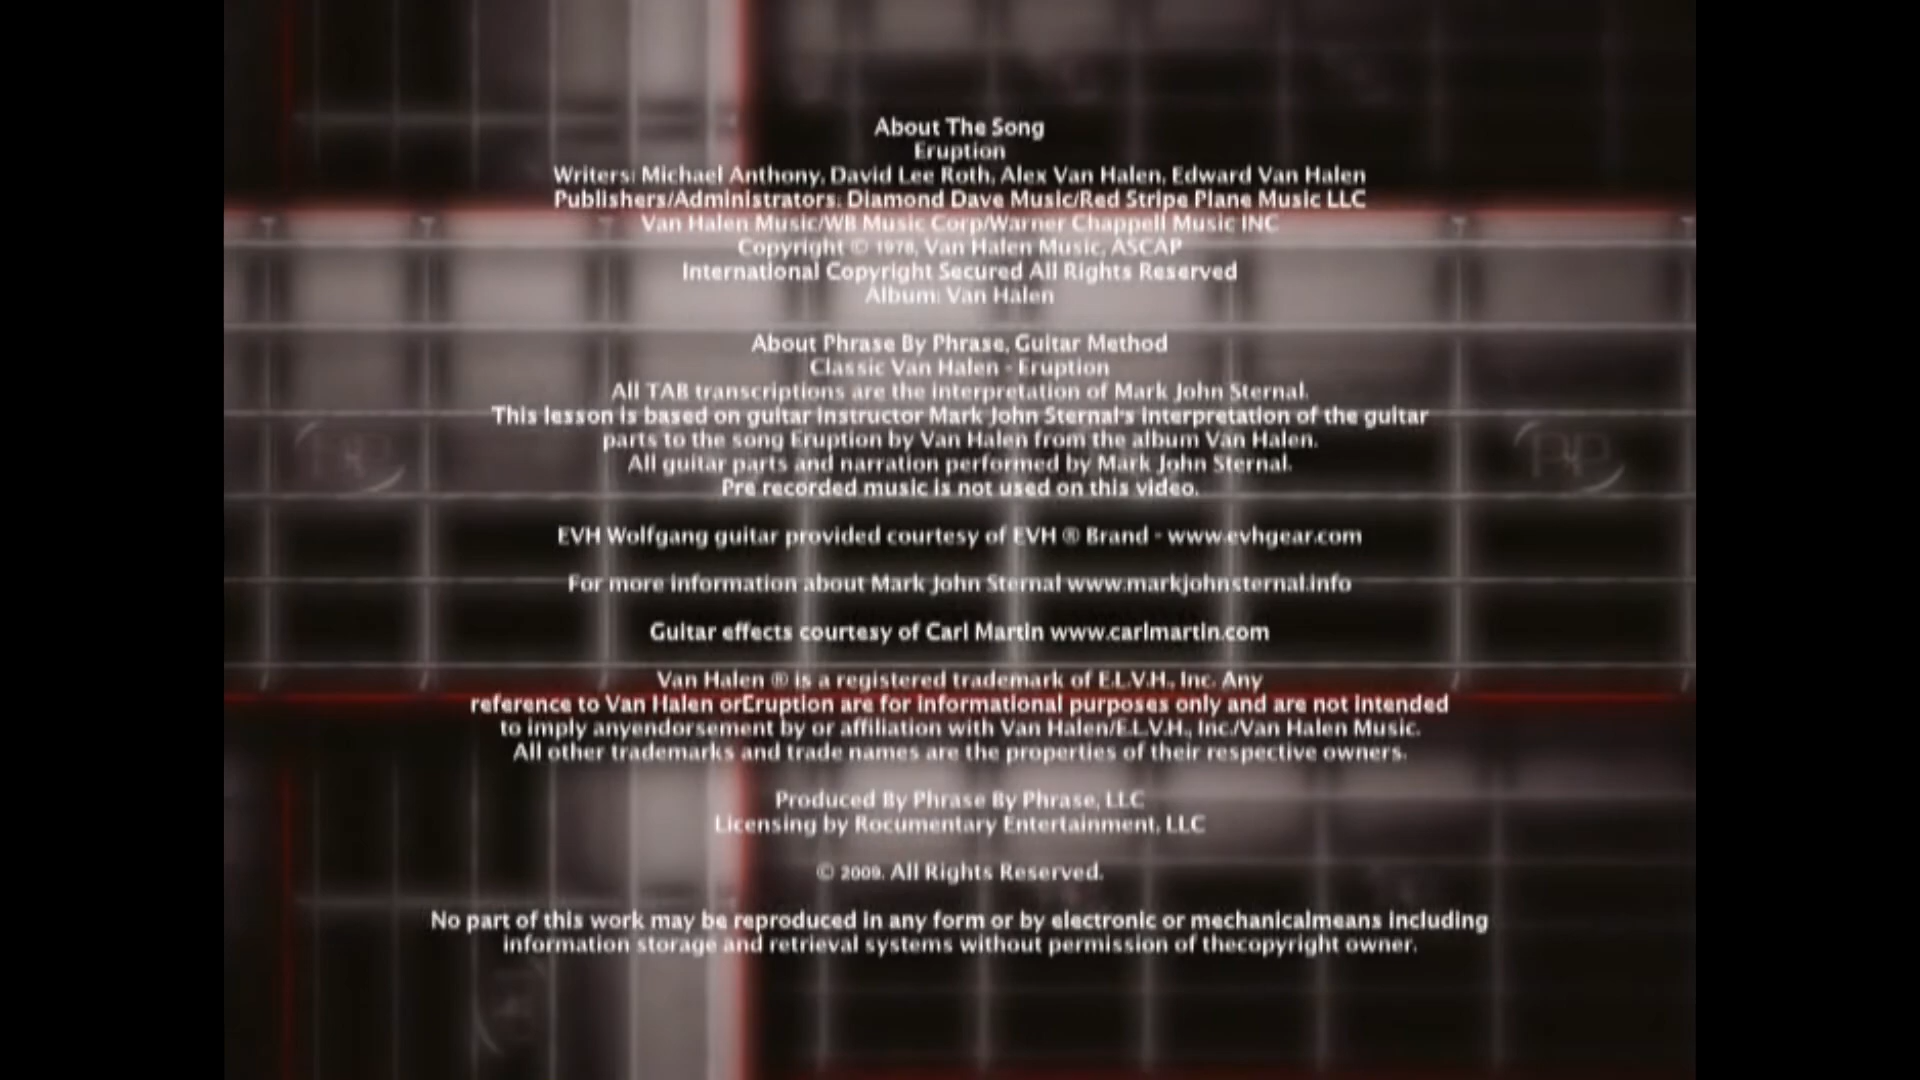 About The Song
Eruption
Writers: Michael Anthony, David Lee Roth, Alex Van Halen, Edward Van Halen
Publishers/Administrators: Diamond Dave Music/Red Stripe Plane Music LLC
Van Halen Music/WB Music Corp/Warner Chappell Music INC
Copyright © 1978, Van Halen Music, ASCAP
International Copyright Secured All Rights Reserved
Album: Van Halen
About Phrase By Phrase, Guitar Method
Classic Van Halen - Eruption
All TAB transcriptions are the interpretation of Mark John Sternal.
This lesson is based on guitar instructor Mark John Sternal's interpretation of the guitar
parts to the song Eruption by Van Halen from the album Van Halen.
All guitar parts and narration performed by Mark John Sternal.
Pre recorded music is not used on this video.
EVH Wolfgang guitar provided courtesy of EVH ® Brand - www.evhgear.com
For more information about Mark John Sternal www.markjohnsternal.info
Guitar effects courtesy of Carl Martin www.carlmartin.com
Van Halen ® is a registered trademark of E.L.V.H., Inc. Any
reference to Van Halen orEruption are for informational purposes only and are not intended
to imply anyendorsement by or affiliation with Van Halen/E.L.V.H., Inc./Van Halen Music.
All other trademarks and trade names are the properties of their respective owners.
Produced By Phrase By Phrase, LLC
Licensing by Rocumentary Entertainment, LLC
© 2009. All Rights Reserved.
No part of this work may be reproduced in any form or by electronic or mechanicalmeans including
information storage and retrieval systems without permission of thecopyright owner.